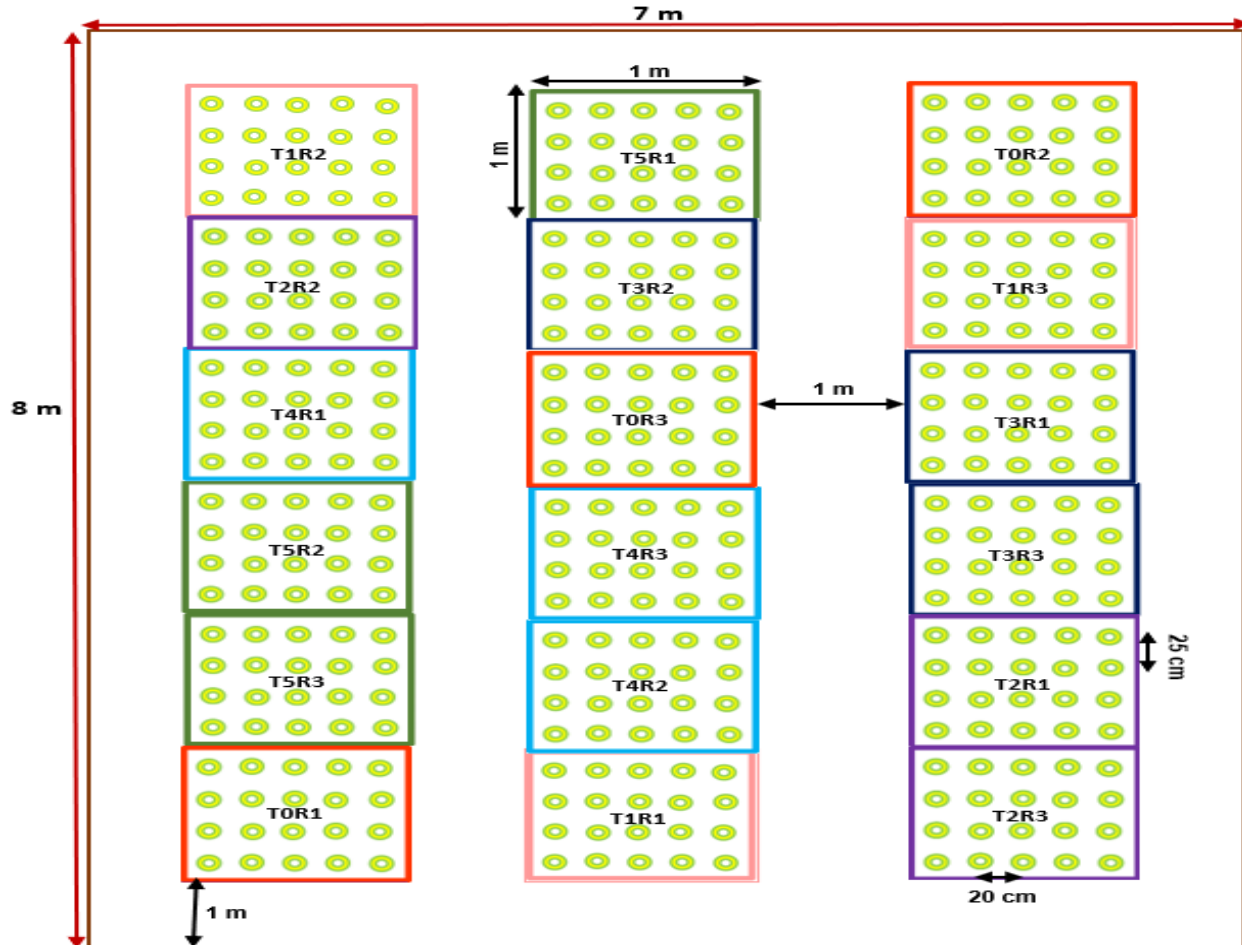 7 m
1 m
1 m
T1R2
T5R1
T0R2
T2R2
T3R2
T1R3
8 m
1 m
T4R1
T0R3
T3R1
T5R2
T4R3
T3R3
25 cm
T5R3
T4R2
T2R1
T0R1
T1R1
T2R3
1 m
20 cm